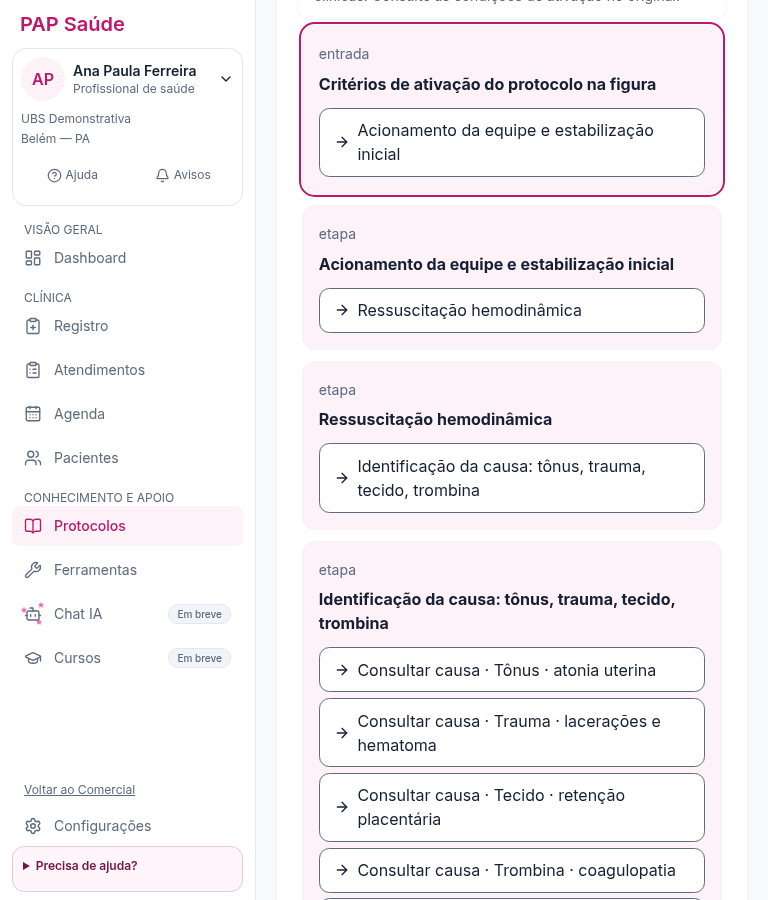 PAP Saúde
AP
Ana Paula Ferreira
Profissional de saúde
UBS Demonstrativa
Belém — PA
Ajuda
Avisos
VISÃO GERAL
Dashboard
CLÍNICA
Registro
Atendimentos
Agenda
Pacientes
CONHECIMENTO E APOIO
Protocolos
Ferramentas
Chat IA
Em breve
Cursos
Em breve
Voltar ao Comercial
Configurações
Precisa de ajuda?
entrada
Critérios de ativação do protocolo na figura
→ Acionamento da equipe e estabilização
inicial
etapa
Acionamento da equipe e estabilização inicial
→ Ressuscitação hemodinâmica
etapa
Ressuscitação hemodinâmica
→ Identificação da causa: tônus, trauma,
tecido, trombina
etapa
Identificação da causa: tônus, trauma, tecido,
trombina
→ Consultar causa · Tônus · atonia uterina
→ Consultar causa · Trauma · lacerações e
hematoma
→ Consultar causa · Tecido · retenção
placentária
→ Consultar causa · Trombina · coagulopatia